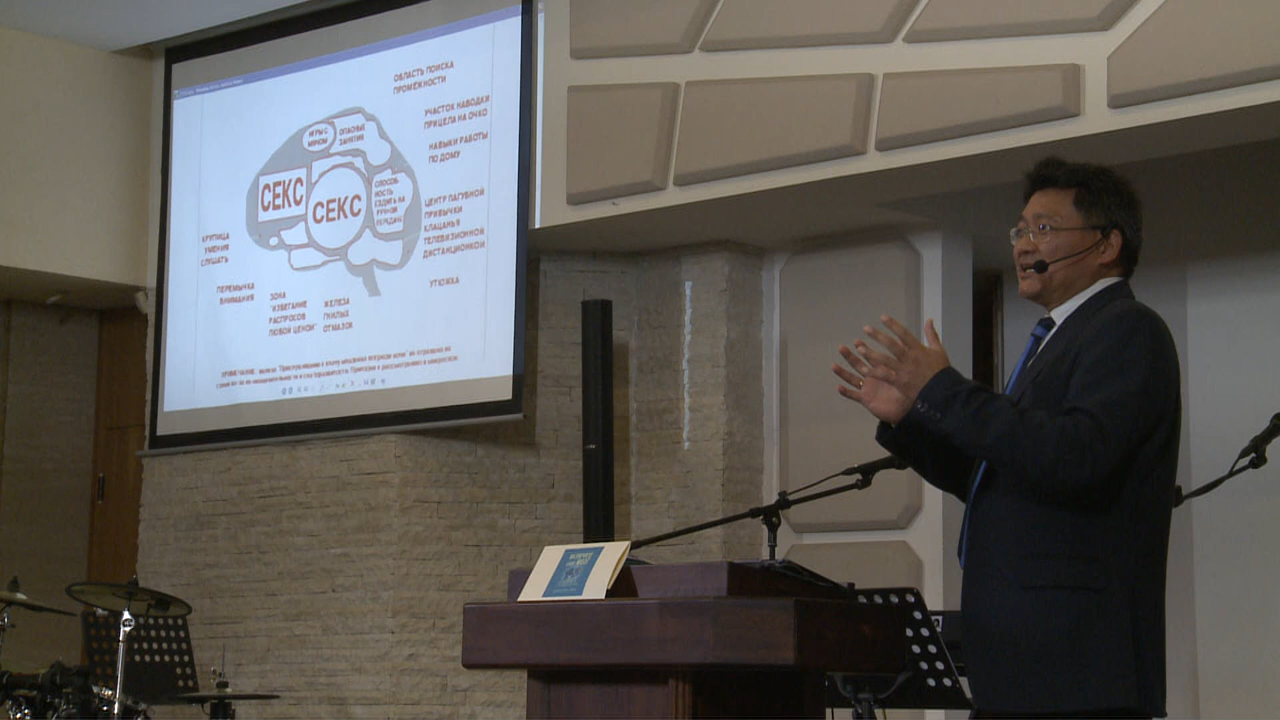 ОБЛАСТЬ ПОИСКА
ПРОМЕЖНОСТИ
УЧАСТОК НАВОДКИ
ПРИЦЕЛА НА ОЧКО
НАВЫКИ РАБОТЫ
ПО ДОМУ
ИГРЫ С
МЯЧОМ
ОПАСНЫЕ
ЗАНЯТИЯ
СЕКС
СЕКС
СПОСОБ-
НОСТЬ
ЕЗДИТЬ НА
РУЧНОЙ
ПЕРЕДАЧЕ
ЦЕНТР ПАГУБНОЙ
ПРИВЫЧКИ
КЛАЦАНЬЯ
ТЕЛЕВИЗИОННОЙ
ДИСТАНЦИОНКОЙ
КРУПИЦА
УМЕНИЯ
СЛУШАТЬ
ПЕРЕМЫЧКА
ВНИМАНИЯ
ЗОНА
"ИЗБЕГАНИЕ
РАСПРОСОВ
ЛЮБОЙ ЦЕНОЙ"
ЖЕЛЕЗА
ГНИЛЫХ
ОТМАЗОК
УТЮЖКА
ПРИМЕЧАНИЕ: железа